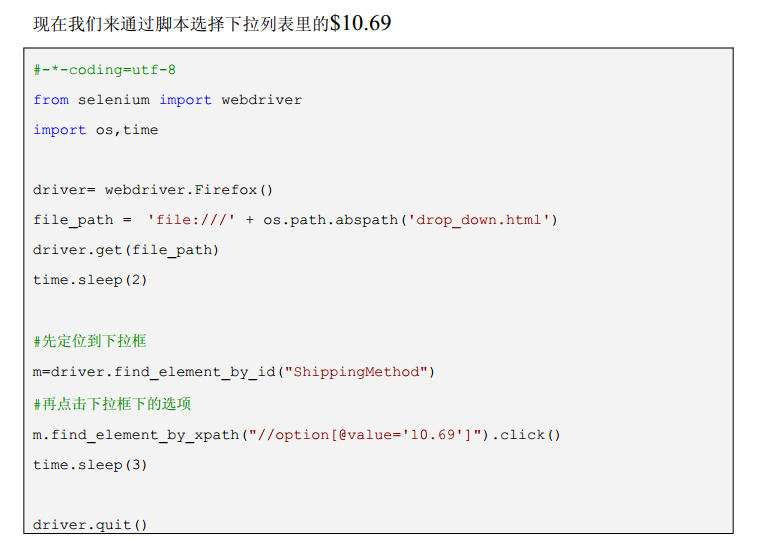 现在我们来通过脚本选择下拉列表里的$10.69
#-*-coding=utf-8
from selenium import webdriver
import os,time
driver= webdriver.Firefox()
file_path = 'file:///' + os.path.abspath('drop_down.html')
driver.get(file_path)
time.sleep(2)
#先定位到下拉框
m=driver.find_element_by_id("ShippingMethod")
#再点击下拉框下的选项
m.find_element_by_xpath("//option[@value='10.69']").click()
time.sleep(3)
driver.quit()